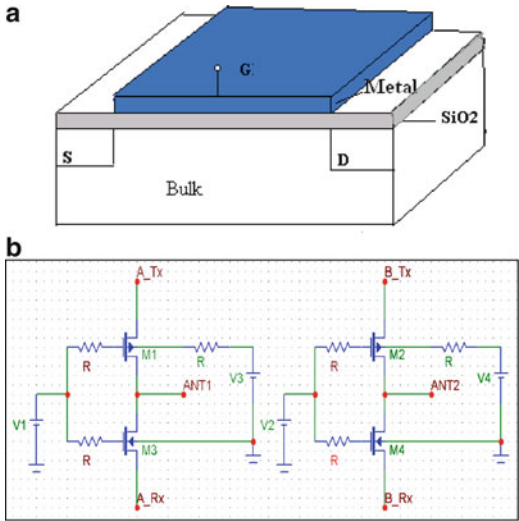 a
G
Metal
SiO2
S
D
Bulk
b
A_Tx
B_Tx
R
M1
R
R
M2
R
V3
V4
ANT1
ANT2
V1
V2
R
M3
R
M4
A_Rx
B_Rx